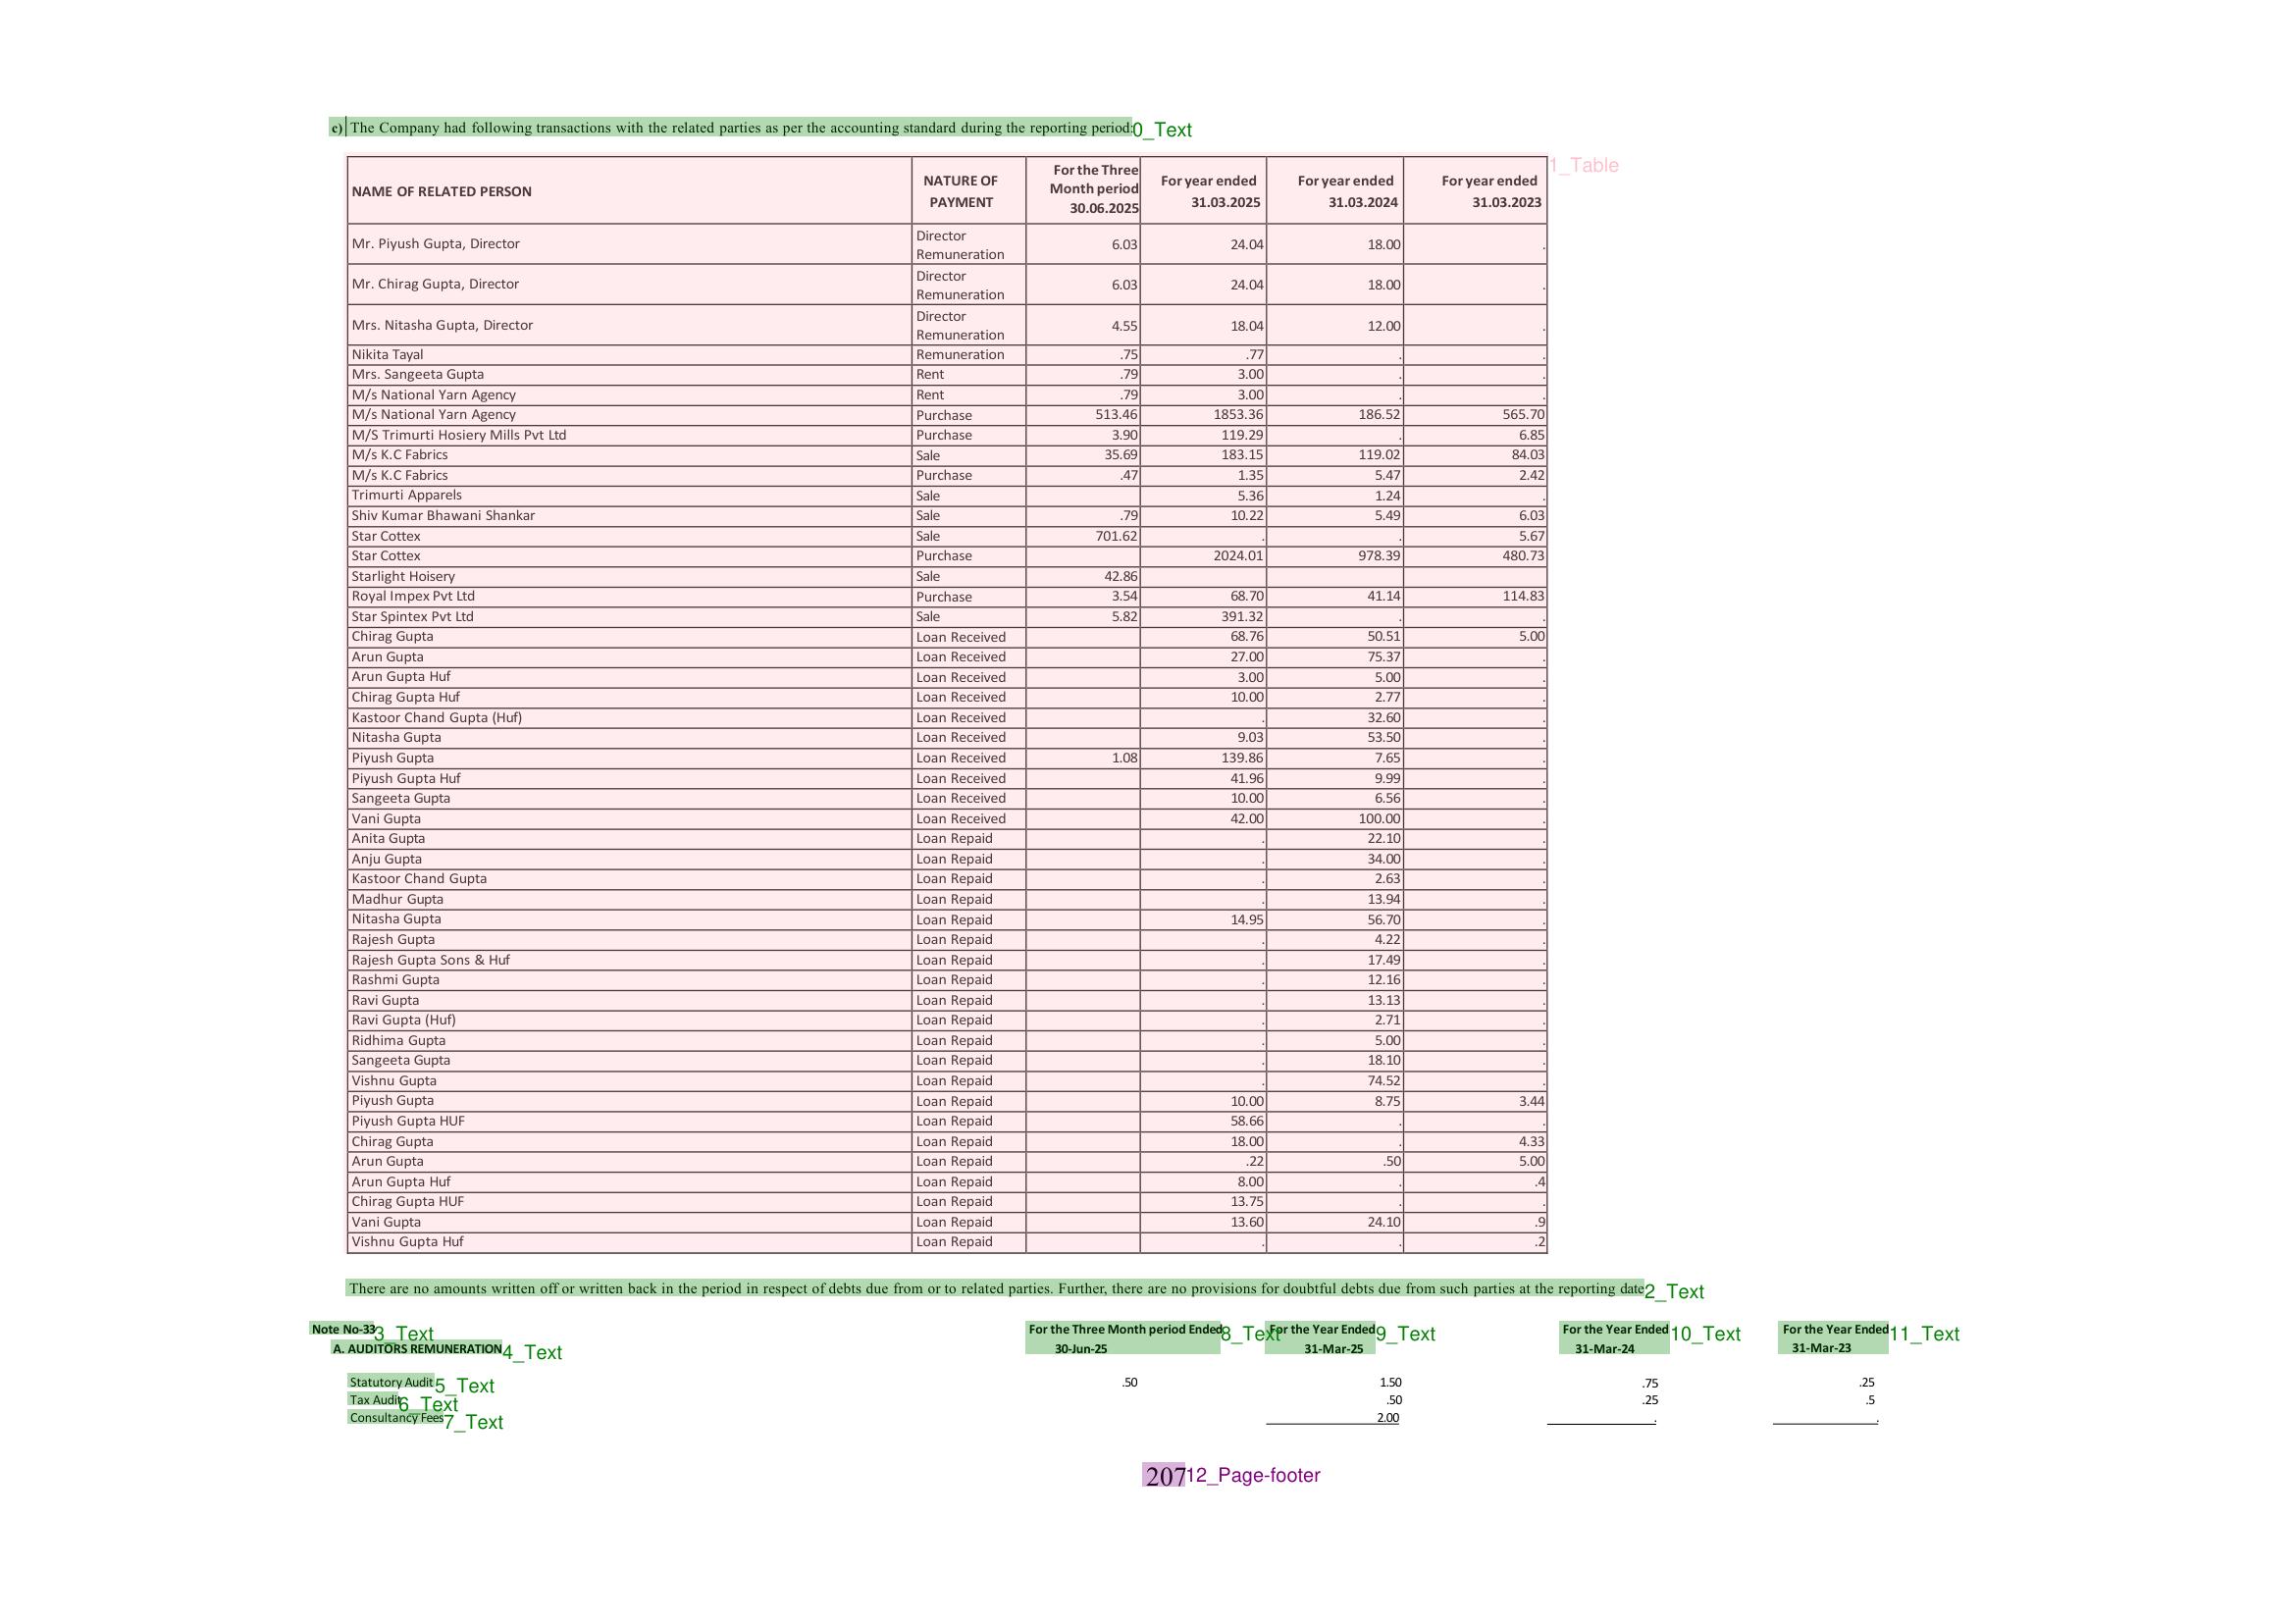 c) The Company had following transactions with the related parties as per the accounting standard during the reporting period: 0_Text
1_Table
NAME OF RELATED PERSON NATURE OF PAYMENT For the Three Month period 30.06.2025 For year ended 31.03.2025 For year ended 31.03.2024 For year ended 31.03.2023
Mr. Piyush Gupta, Director Director Remuneration 6.03 24.04 18.00 .
Mr. Chirag Gupta, Director Director Remuneration 6.03 24.04 18.00 .
Mrs. Nitasha Gupta, Director Director Remuneration 4.55 18.04 12.00 .
Nikita Tayal Remuneration .75 .77 . .
Mrs. Sangeeta Gupta Rent .79 3.00 . .
M/s National Yarn Agency Rent .79 3.00 . .
M/s National Yarn Agency Purchase 513.46 1853.36 186.52 565.70
M/S Trimurti Hosiery Mills Pvt Ltd Purchase 3.90 119.29 . 6.85
M/s K.C Fabrics Sale 35.69 183.15 119.02 84.03
M/s K.C Fabrics Purchase .47 1.35 5.47 2.42
Trimurti Apparels Sale 5.36 1.24 .
Shiv Kumar Bhawani Shankar Sale .79 10.22 5.49 6.03
Star Cottex Sale 701.62 . . 5.67
Star Cottex Purchase 2024.01 978.39 480.73
Starlight Hoisery Sale 42.86
Royal Impex Pvt Ltd Purchase 3.54 68.70 41.14 114.83
Star Spintex Pvt Ltd Sale 5.82 391.32 . .
Chirag Gupta Loan Received 68.76 50.51 5.00
Arun Gupta Loan Received 27.00 75.37 .
Arun Gupta Huf Loan Received 3.00 5.00 .
Chirag Gupta Huf Loan Received 10.00 2.77 .
Kastoor Chand Gupta (Huf) Loan Received . 32.60 .
Nitasha Gupta Loan Received 9.03 53.50 .
Piyush Gupta Loan Received 1.08 139.86 7.65 .
Piyush Gupta Huf Loan Received 41.96 9.99 .
Sangeeta Gupta Loan Received 10.00 6.56 .
Vani Gupta Loan Received 42.00 100.00 .
Anita Gupta Loan Repaid . 22.10 .
Anju Gupta Loan Repaid . 34.00 .
Kastoor Chand Gupta Loan Repaid . 2.63 .
Madhur Gupta Loan Repaid . 13.94 .
Nitasha Gupta Loan Repaid 14.95 56.70 .
Rajesh Gupta Loan Repaid . 4.22 .
Rajesh Gupta Sons & Huf Loan Repaid . 17.49 .
Rashmi Gupta Loan Repaid . 12.16 .
Ravi Gupta Loan Repaid . 13.13 .
Ravi Gupta (Huf) Loan Repaid . 2.71 .
Ridhima Gupta Loan Repaid . 5.00 .
Sangeeta Gupta Loan Repaid . 18.10 .
Vishnu Gupta Loan Repaid . 74.52 .
Piyush Gupta Loan Repaid 10.00 8.75 3.44
Piyush Gupta HUF Loan Repaid 58.66 . .
Chirag Gupta Loan Repaid 18.00 . 4.33
Arun Gupta Loan Repaid .22 .50 5.00
Arun Gupta Huf Loan Repaid 8.00 . .4
Chirag Gupta HUF Loan Repaid 13.75 . .
Vani Gupta Loan Repaid 13.60 24.10 .9
Vishnu Gupta Huf Loan Repaid . . .2
There are no amounts written off or written back in the period in respect of debts due from or to related parties. Further, there are no provisions for doubtful debts due from such parties at the reporting date 2_Text
Note No-33 3_Text For the Three Month period Ended 8_Text For the Year Ended 9_Text For the Year Ended 10_Text For the Year Ended 11_Text
A. AUDITORS REMUNERATION 4_Text 30-Jun-25 31-Mar-25 31-Mar-24 31-Mar-23
Statutory Audit 5_Text .50 1.50 .75 .25
Tax Audit 6_Text .50 .25 .5
Consultancy Fees 7_Text 2.00 . .
207 12_Page-footer